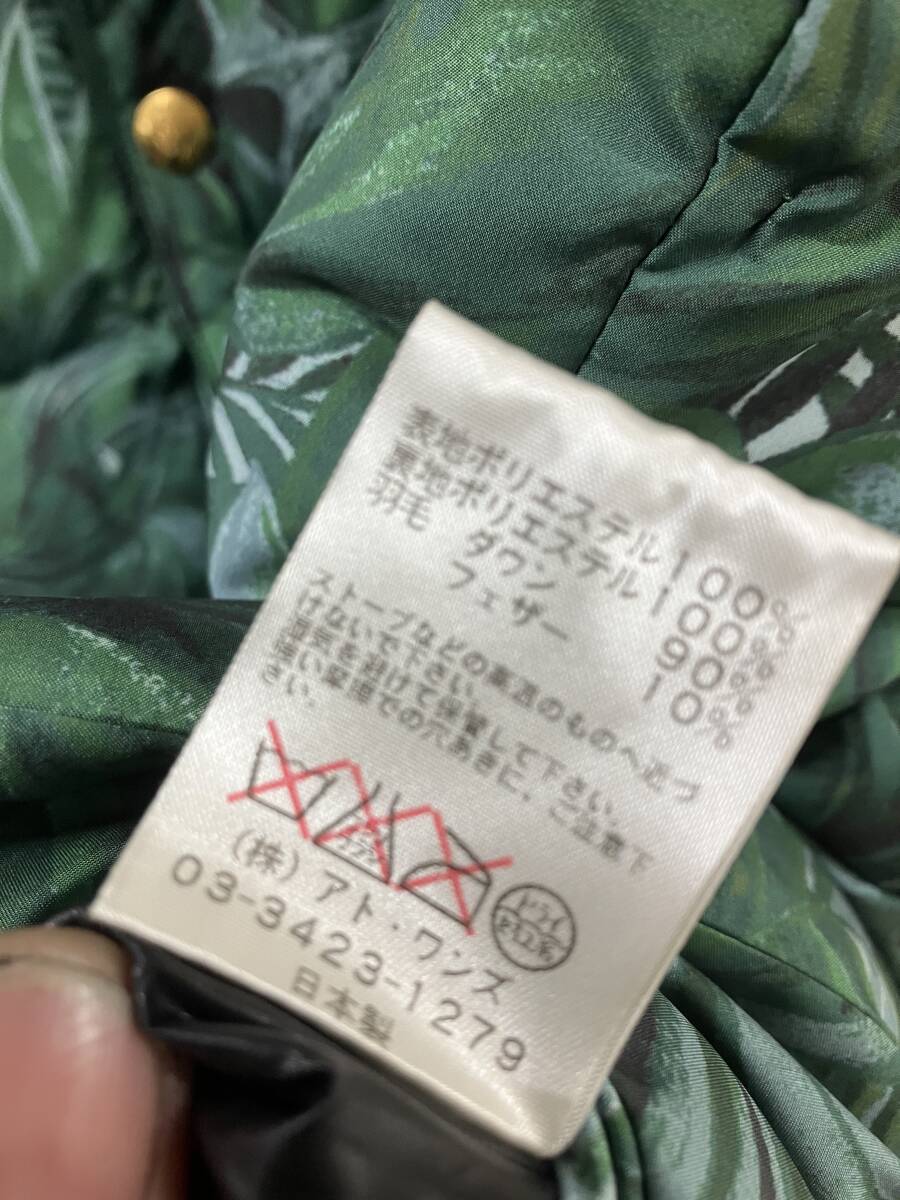 表地ポリエステル100%
裏地ポリエステル100%
羽毛 ダウン 90%
フェザー 10%
ストーブなどの高温のものへ近づ
けないで下さい。
湿気を避けて保管して下さい。
強い摩擦での穴あきに、ご注意下
さい。
ドライ
(株)アト・ワンズ
03-3423-1279
日本製